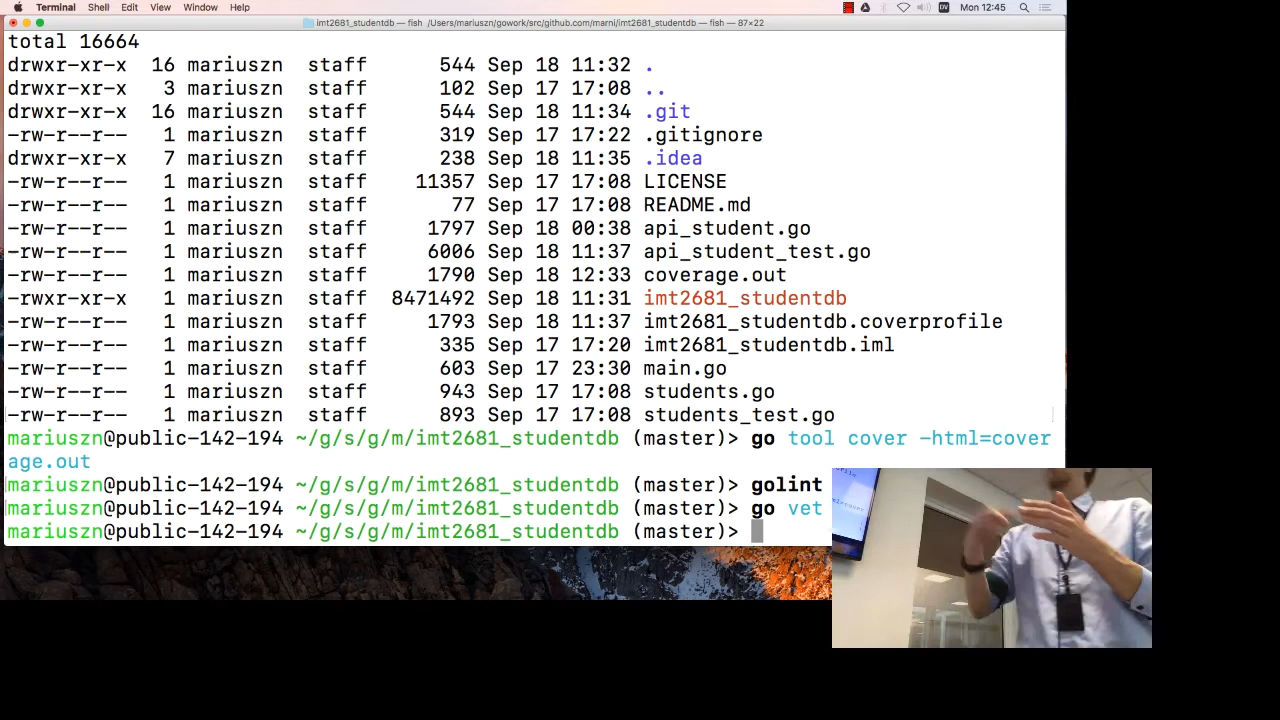 Terminal Shell Edit View Window Help DV Mon 12:45
imt2681_studentdb — fish /Users/mariuszn/gowork/src/github.com/marni/imt2681_studentdb — fish — 87×22
total 16664
drwxr-xr-x 16 mariuszn staff 544 Sep 18 11:32 .
drwxr-xr-x 3 mariuszn staff 102 Sep 17 17:08 ..
drwxr-xr-x 16 mariuszn staff 544 Sep 18 11:34 .git
-rw-r--r-- 1 mariuszn staff 319 Sep 17 17:22 .gitignore
drwxr-xr-x 7 mariuszn staff 238 Sep 18 11:35 .idea
-rw-r--r-- 1 mariuszn staff 11357 Sep 17 17:08 LICENSE
-rw-r--r-- 1 mariuszn staff 77 Sep 17 17:08 README.md
-rw-r--r-- 1 mariuszn staff 1797 Sep 18 00:38 api_student.go
-rw-r--r-- 1 mariuszn staff 6006 Sep 18 11:37 api_student_test.go
-rw-r--r-- 1 mariuszn staff 1790 Sep 18 12:33 coverage.out
-rwxr-xr-x 1 mariuszn staff 8471492 Sep 18 11:31 imt2681_studentdb
-rw-r--r-- 1 mariuszn staff 1793 Sep 18 11:37 imt2681_studentdb.coverprofile
-rw-r--r-- 1 mariuszn staff 335 Sep 17 17:20 imt2681_studentdb.iml
-rw-r--r-- 1 mariuszn staff 603 Sep 17 23:30 main.go
-rw-r--r-- 1 mariuszn staff 943 Sep 17 17:08 students.go
-rw-r--r-- 1 mariuszn staff 893 Sep 17 17:08 students_test.go
mariuszn@public-142-194 ~/g/s/g/m/imt2681_studentdb (master)> go tool cover -html=cover
age.out
mariuszn@public-142-194 ~/g/s/g/m/imt2681_studentdb (master)> golint
mariuszn@public-142-194 ~/g/s/g/m/imt2681_studentdb (master)> go vet
mariuszn@public-142-194 ~/g/s/g/m/imt2681_studentdb (master)>